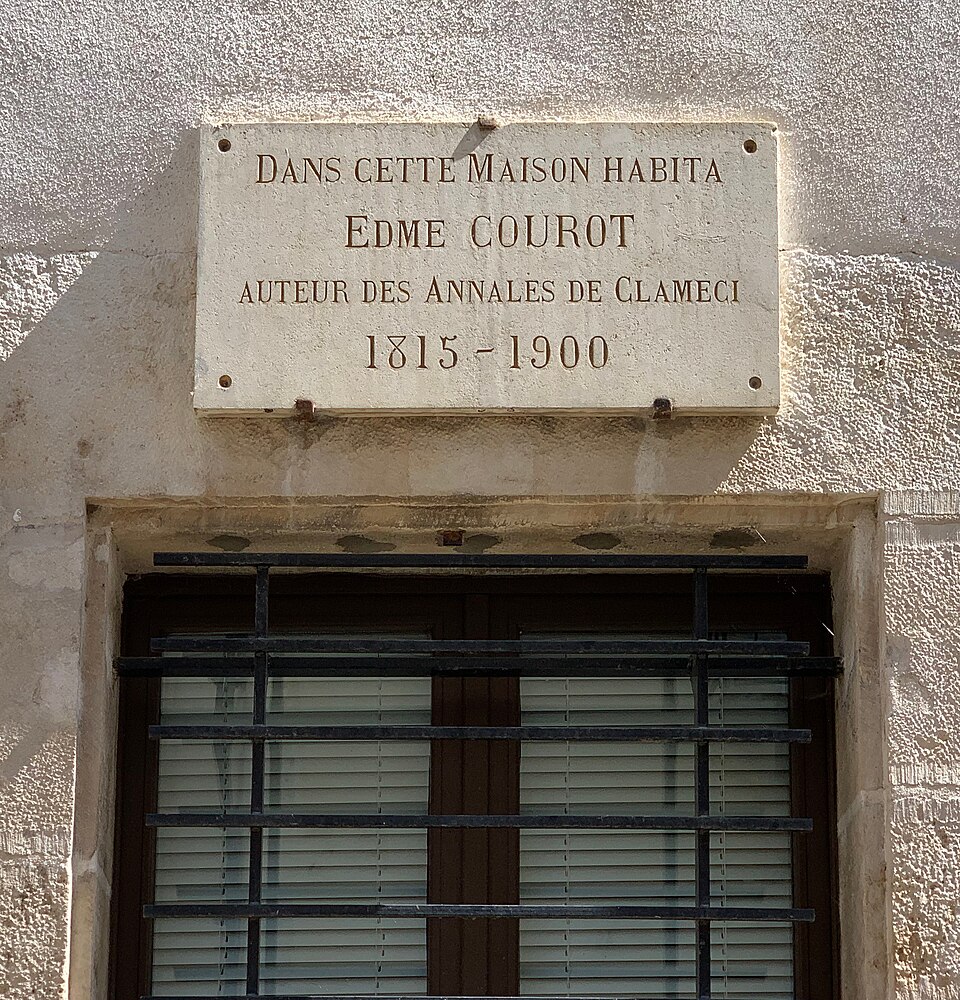 Dans cette Maison habita
Edme COUROT
auteur des Annales de Clameci
1815 - 1900